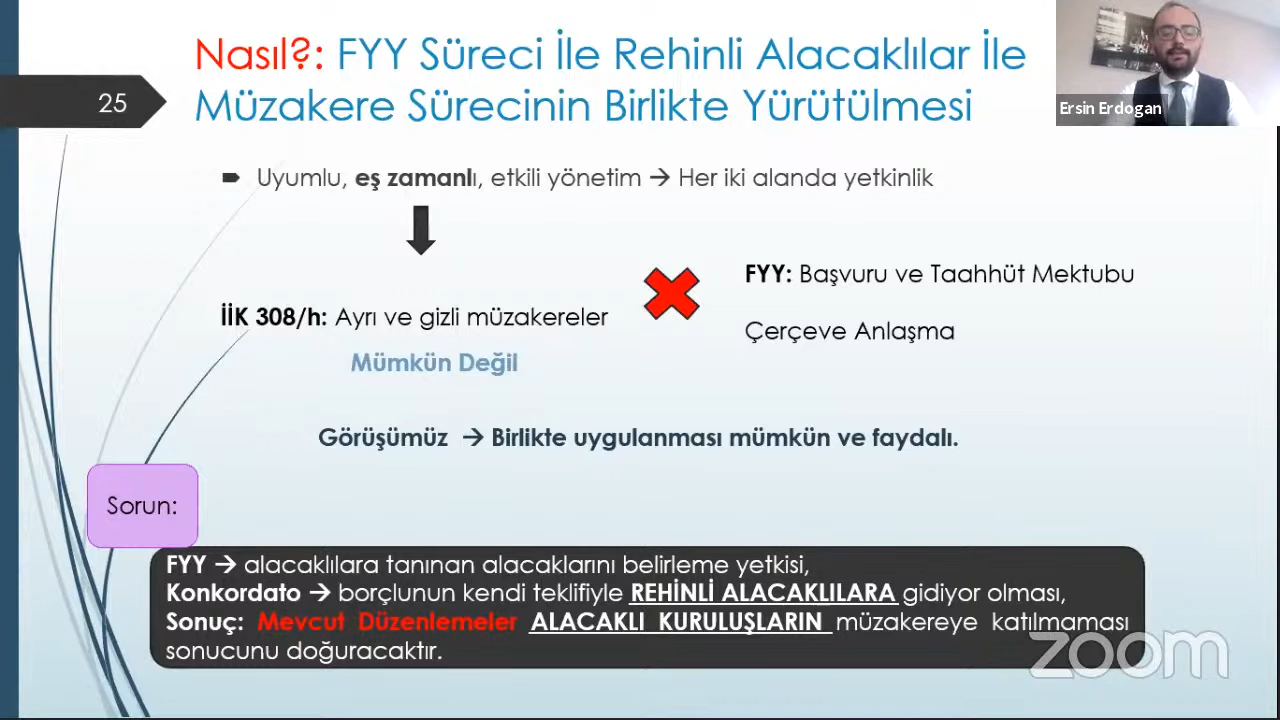 Nasıl?: FYY Süreci İle Rehinli Alacaklılar İle
Müzakere Sürecinin Birlikte Yürütülmesi
25
Ersin Erdogan
Uyumlu, eş zamanlı, etkili yönetim → Her iki alanda yetkinlik
FYY: Başvuru ve Taahhüt Mektubu
İİK 308/h: Ayrı ve gizli müzakereler
Çerçeve Anlaşma
Mümkün Değil
Görüşümüz → Birlikte uygulanması mümkün ve faydalı.
Sorun:
FYY → alacaklılara tanınan alacaklarını belirleme yetkisi,
Konkordato → borçlunun kendi teklifiyle REHİNLİ ALACAKLILARA gidiyor olması,
Sonuç: Mevcut Düzenlemeler ALACAKLI KURULUŞLARIN müzakereye katılmaması
sonucunu doğuracaktır.
zoom